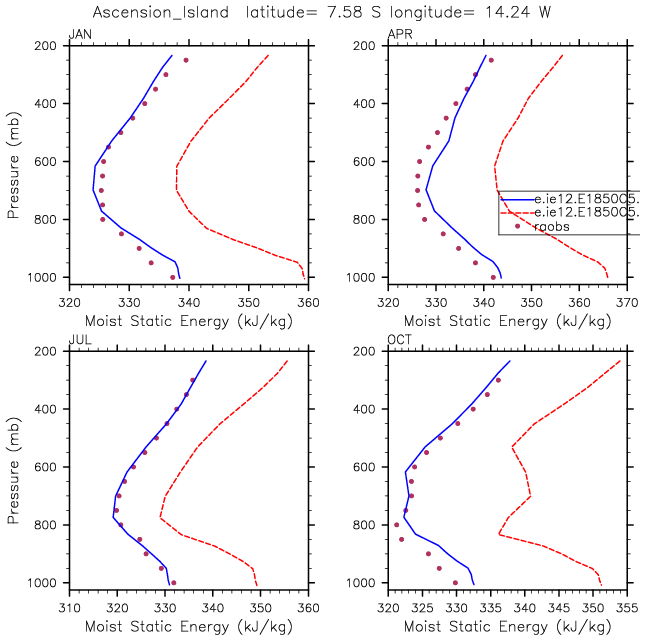 Ascension_Island latitude= 7.58 S longitude= 14.24 W
JAN
APR
200
400
600
800
1000
Pressure (mb)
320 330 340 350 360
Moist Static Energy (kJ/kg)
200
400
600
800
1000
320 330 340 350 360 370
Moist Static Energy (kJ/kg)
e.ie12.E1850C5.
e.ie12.E1850C5.
raobs
JUL
OCT
200
400
600
800
1000
Pressure (mb)
310 320 330 340 350 360
Moist Static Energy (kJ/kg)
200
400
600
800
1000
320 325 330 335 340 345 350 355
Moist Static Energy (kJ/kg)